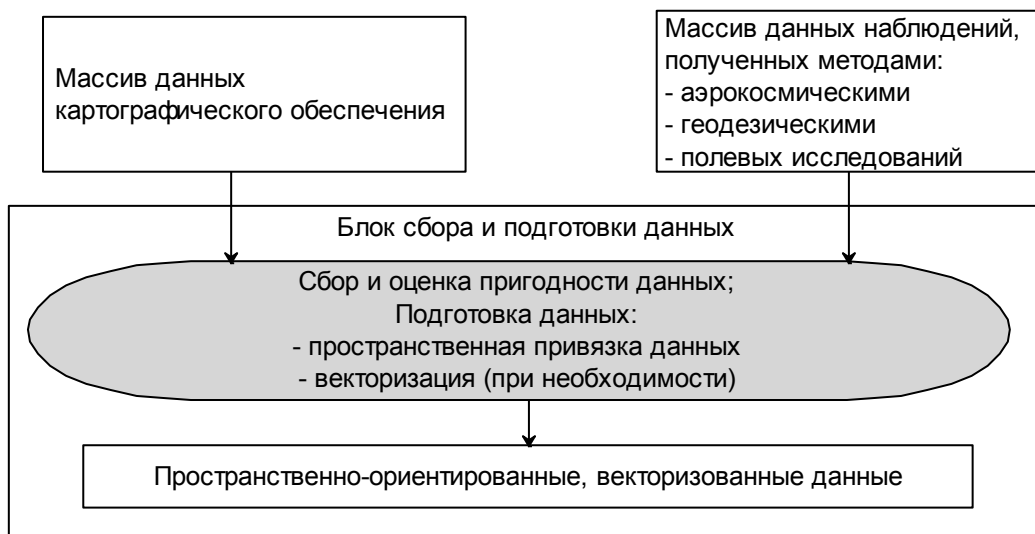 Массив данных
картографического обеспечения
Массив данных наблюдений,
полученных методами:
- аэрокосмическими
- геодезическими
- полевых исследований
Блок сбора и подготовки данных
Сбор и оценка пригодности данных;
Подготовка данных:
- пространственная привязка данных
- векторизация (при необходимости)
Пространственно-ориентированные, векторизованные данные